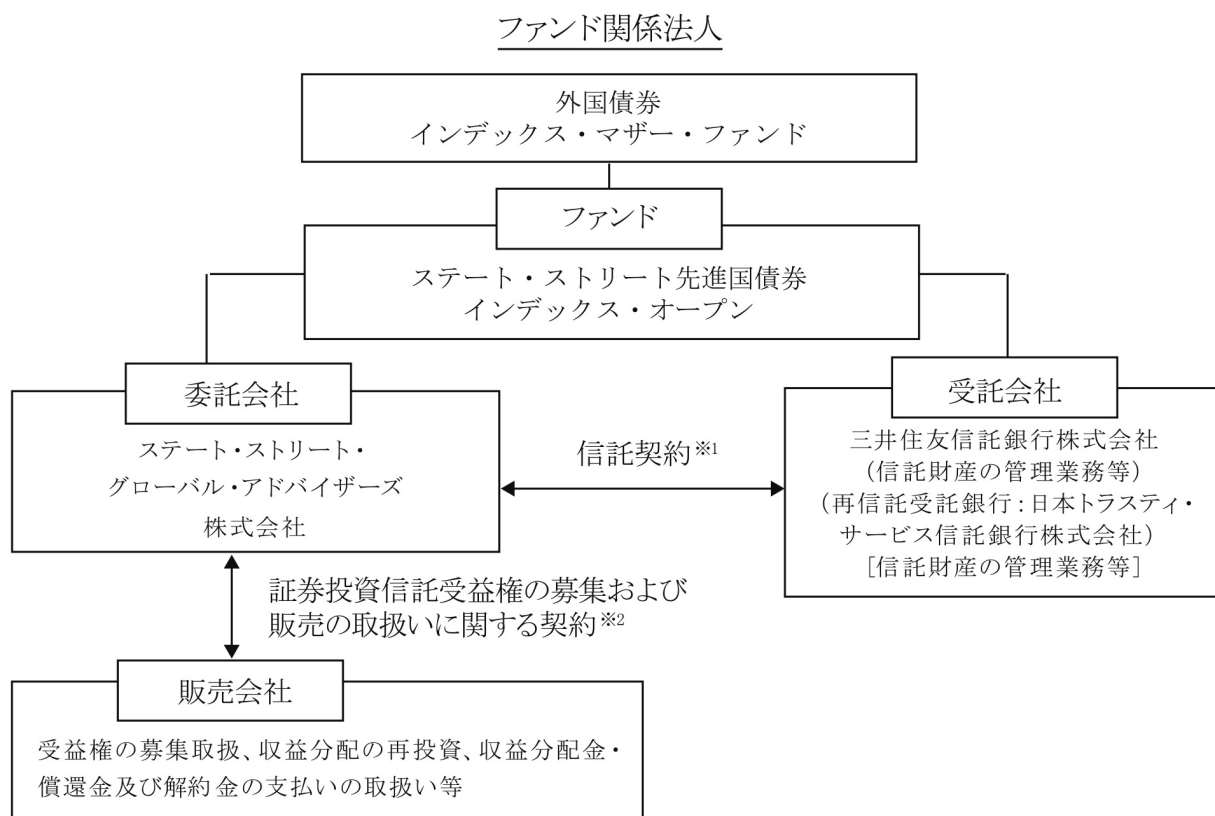 ファンド関係法人
外国債券
インデックス・マザー・ファンド
ファンド
ステート・ストリート先進国債券
インデックス・オープン
委託会社
ステート・ストリート・
グローバル・アドバイザーズ
株式会社
信託契約※1
受託会社
三井住友信託銀行株式会社
(信託財産の管理業務等)
(再信託受託銀行:日本トラスティ・
サービス信託銀行株式会社)
[信託財産の管理業務等]
証券投資信託受益権の募集および
販売の取扱いに関する契約※2
販売会社
受益権の募集取扱、収益分配の再投資、収益分配金・
償還金及び解約金の支払いの取扱い等